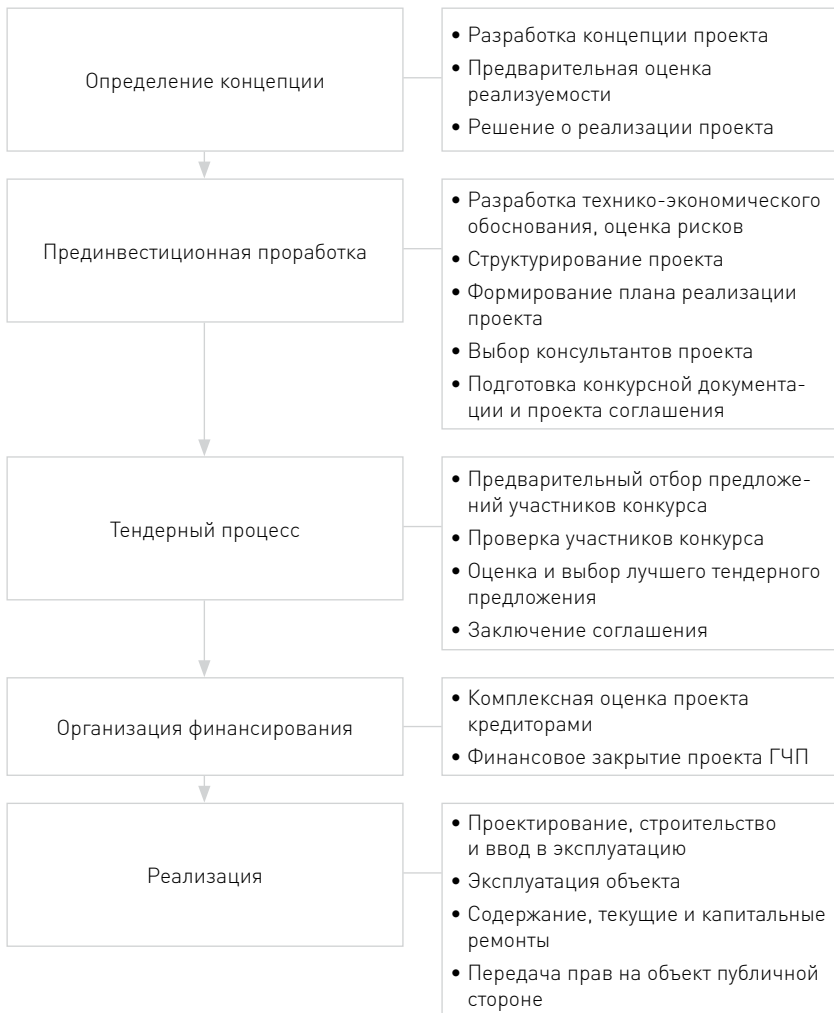 Определение концепции
• Разработка концепции проекта
• Предварительная оценка
реализуемости
• Решение о реализации проекта
Прединвестиционная проработка
• Разработка технико-экономического
обоснования, оценка рисков
• Структурирование проекта
• Формирование плана реализации
проекта
• Выбор консультантов проекта
• Подготовка конкурсной документа-
ции и проекта соглашения
Тендерный процесс
• Предварительный отбор предложе-
ний участников конкурса
• Проверка участников конкурса
• Оценка и выбор лучшего тендерного
предложения
• Заключение соглашения
Организация финансирования
• Комплексная оценка проекта
кредиторами
• Финансовое закрытие проекта ГЧП
Реализация
• Проектирование, строительство
и ввод в эксплуатацию
• Эксплуатация объекта
• Содержание, текущие и капитальные
ремонты
• Передача прав на объект публичной
стороне